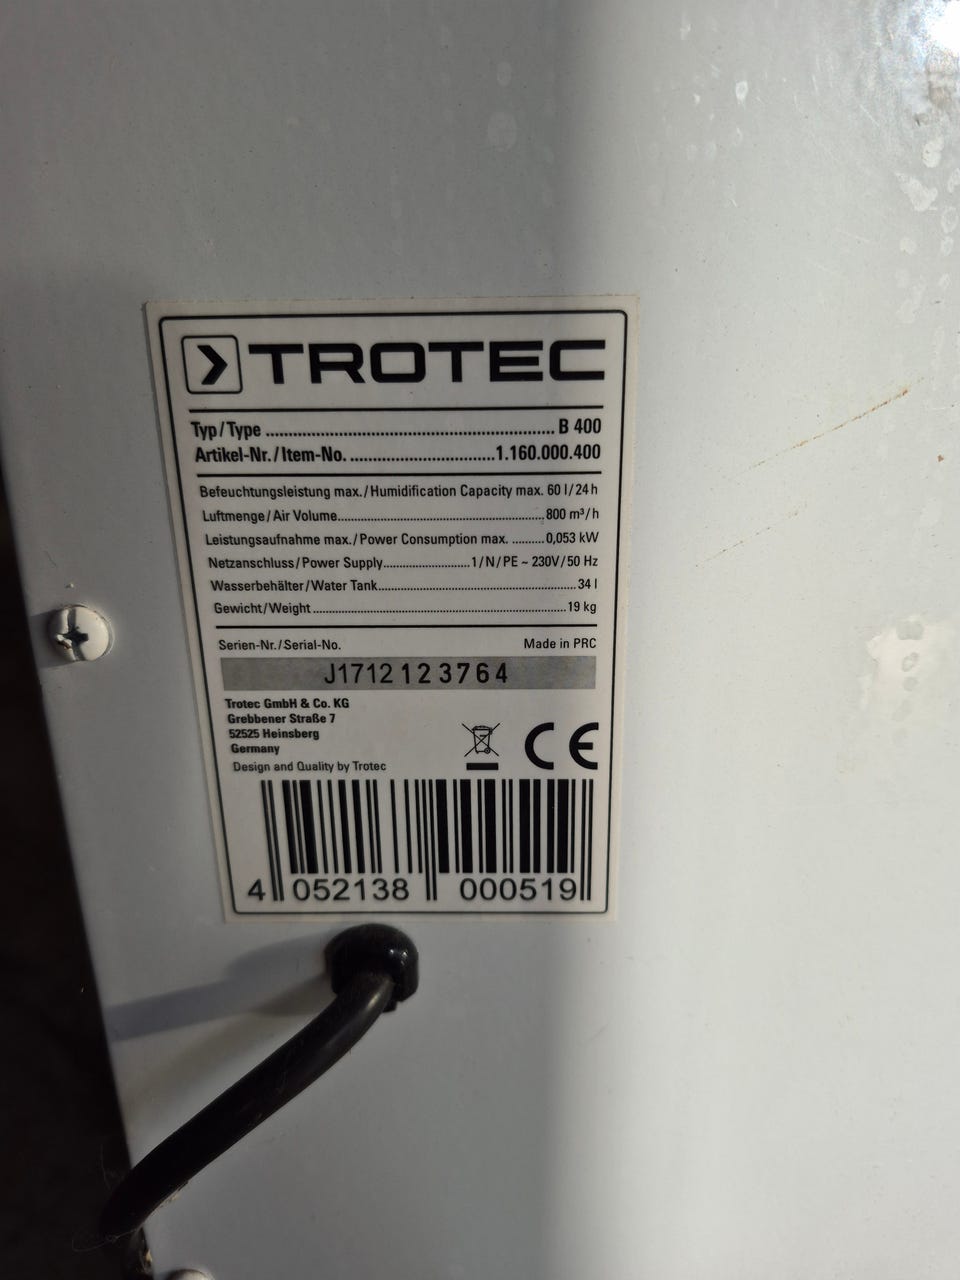 TROTEC
Typ/Type ........................................................ B 400
Artikel-Nr./Item-No. ..................................1.160.000.400
Befeuchtungsleistung max./Humidification Capacity max. 60 l/24 h
Luftmenge/Air Volume............................................................800 m³/h
Leistungsaufnahme max./Power Consumption max. ..........0,053 kW
Netzanschluss/Power Supply........................1/N/PE ~ 230V/50 Hz
Wasserbehälter/Water Tank..........................................................34 l
Gewicht/Weight.............................................................................19 kg
Serien-Nr./Serial-No. Made in PRC
J1712123764
Trotec GmbH & Co. KG
Grebbener Straße 7
52525 Heinsberg
Germany
Design and Quality by Trotec
CE
4 052138 000519